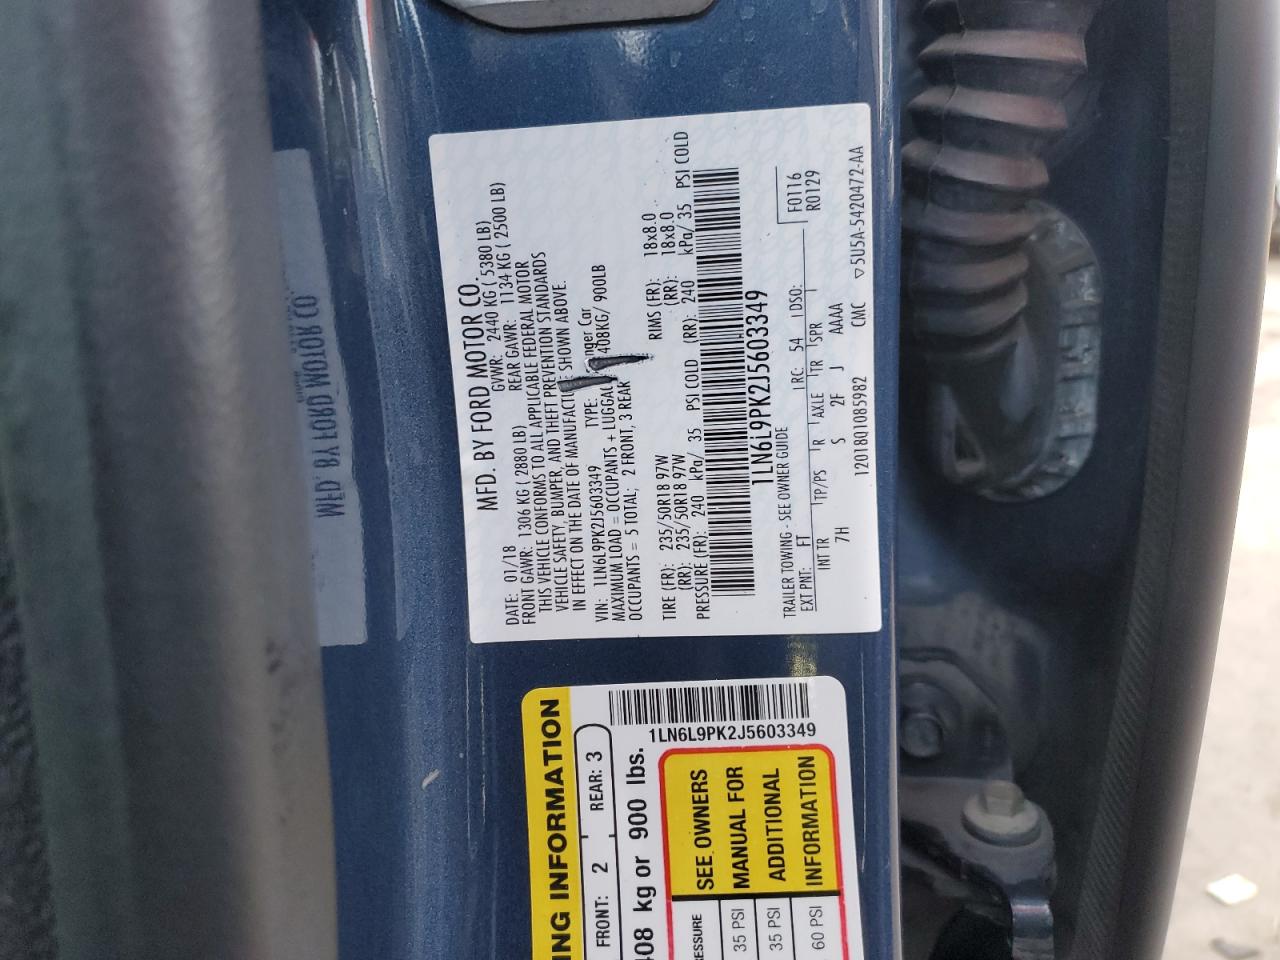 MFD. BY FORD MOTOR CO.
DATE: 01/18 GVWR: 2440 KG ( 5380 LB)
FRONT GAWR: 1306 KG ( 2880 LB) REAR GAWR: 1134 KG ( 2500 LB)
THIS VEHICLE CONFORMS TO ALL APPLICABLE FEDERAL MOTOR
VEHICLE SAFETY, BUMPER, AND THEFT PREVENTION STANDARDS
IN EFFECT ON THE DATE OF MANUFACTURE SHOWN ABOVE.
VIN: 1LN6L9PK2J5603349 TYPE: Car
MAXIMUM LOAD = OCCUPANTS + 408KG/ 900LB
OCCUPANTS = 5 TOTAL; 2 FRONT, 3 REAR
TIRE (FR): 235/50R18 97W RIMS (FR): 18x8.0
(RR): 235/50R18 97W (RR): 18x8.0
PRESSURE (FR): 240 kPa/ 35 PSI COLD (RR): 240 kPa/ 35 PSI COLD
1LN6L9PK2J5603349
TRAILER TOWING - SEE OWNER GUIDE F0116
EXT PNT: FT RC: 54 DSO: R0129
INT TR TP/PS R AXLE TR SPR
7H S 2F J AAAA
1201801085982 CMC 5U5A-5420472-AA
MFD. BY FORD MOTOR CO.
ING INFORMATION
FRONT: 2 REAR: 3
408 kg or 900 lbs.
1LN6L9PK2J5603349
SEE OWNERS
MANUAL FOR
ADDITIONAL
INFORMATION
35 PSI
35 PSI
60 PSI